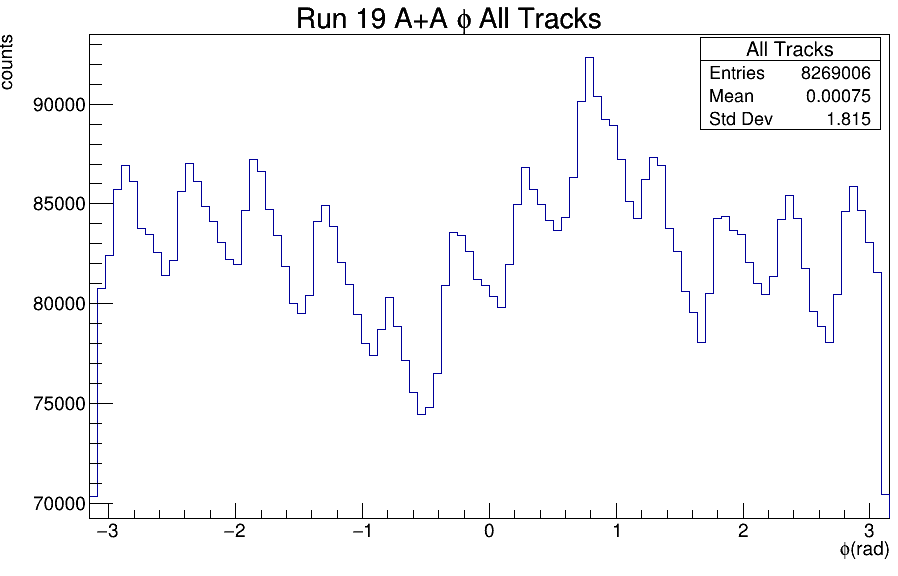 Run 19 A+A ϕ All Tracks
counts
All Tracks
Entries 8269006
Mean 0.00075
Std Dev 1.815
90000
85000
80000
75000
70000
−3 −2 −1 0 1 2 3
ϕ(rad)